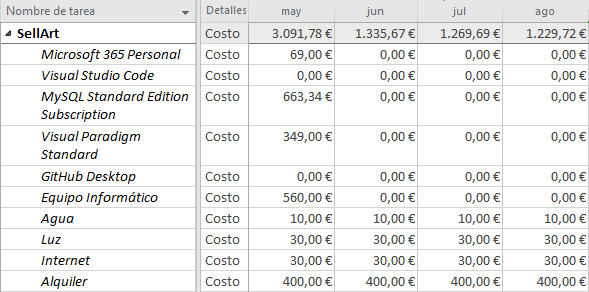 Nombre de tarea Detalles may jun jul ago
SellArt Costo 3.091,78 € 1.335,67 € 1.269,69 € 1.229,72 €
Microsoft 365 Personal Costo 69,00 € 0,00 € 0,00 € 0,00 €
Visual Studio Code Costo 0,00 € 0,00 € 0,00 € 0,00 €
MySQL Standard Edition Costo 663,34 € 0,00 € 0,00 € 0,00 €
Subscription
Visual Paradigm Costo 349,00 € 0,00 € 0,00 € 0,00 €
Standard
GitHub Desktop Costo 0,00 € 0,00 € 0,00 € 0,00 €
Equipo Informático Costo 560,00 € 0,00 € 0,00 € 0,00 €
Agua Costo 10,00 € 10,00 € 10,00 € 10,00 €
Luz Costo 30,00 € 30,00 € 30,00 € 30,00 €
Internet Costo 30,00 € 30,00 € 30,00 € 30,00 €
Alquiler Costo 400,00 € 400,00 € 400,00 € 400,00 €